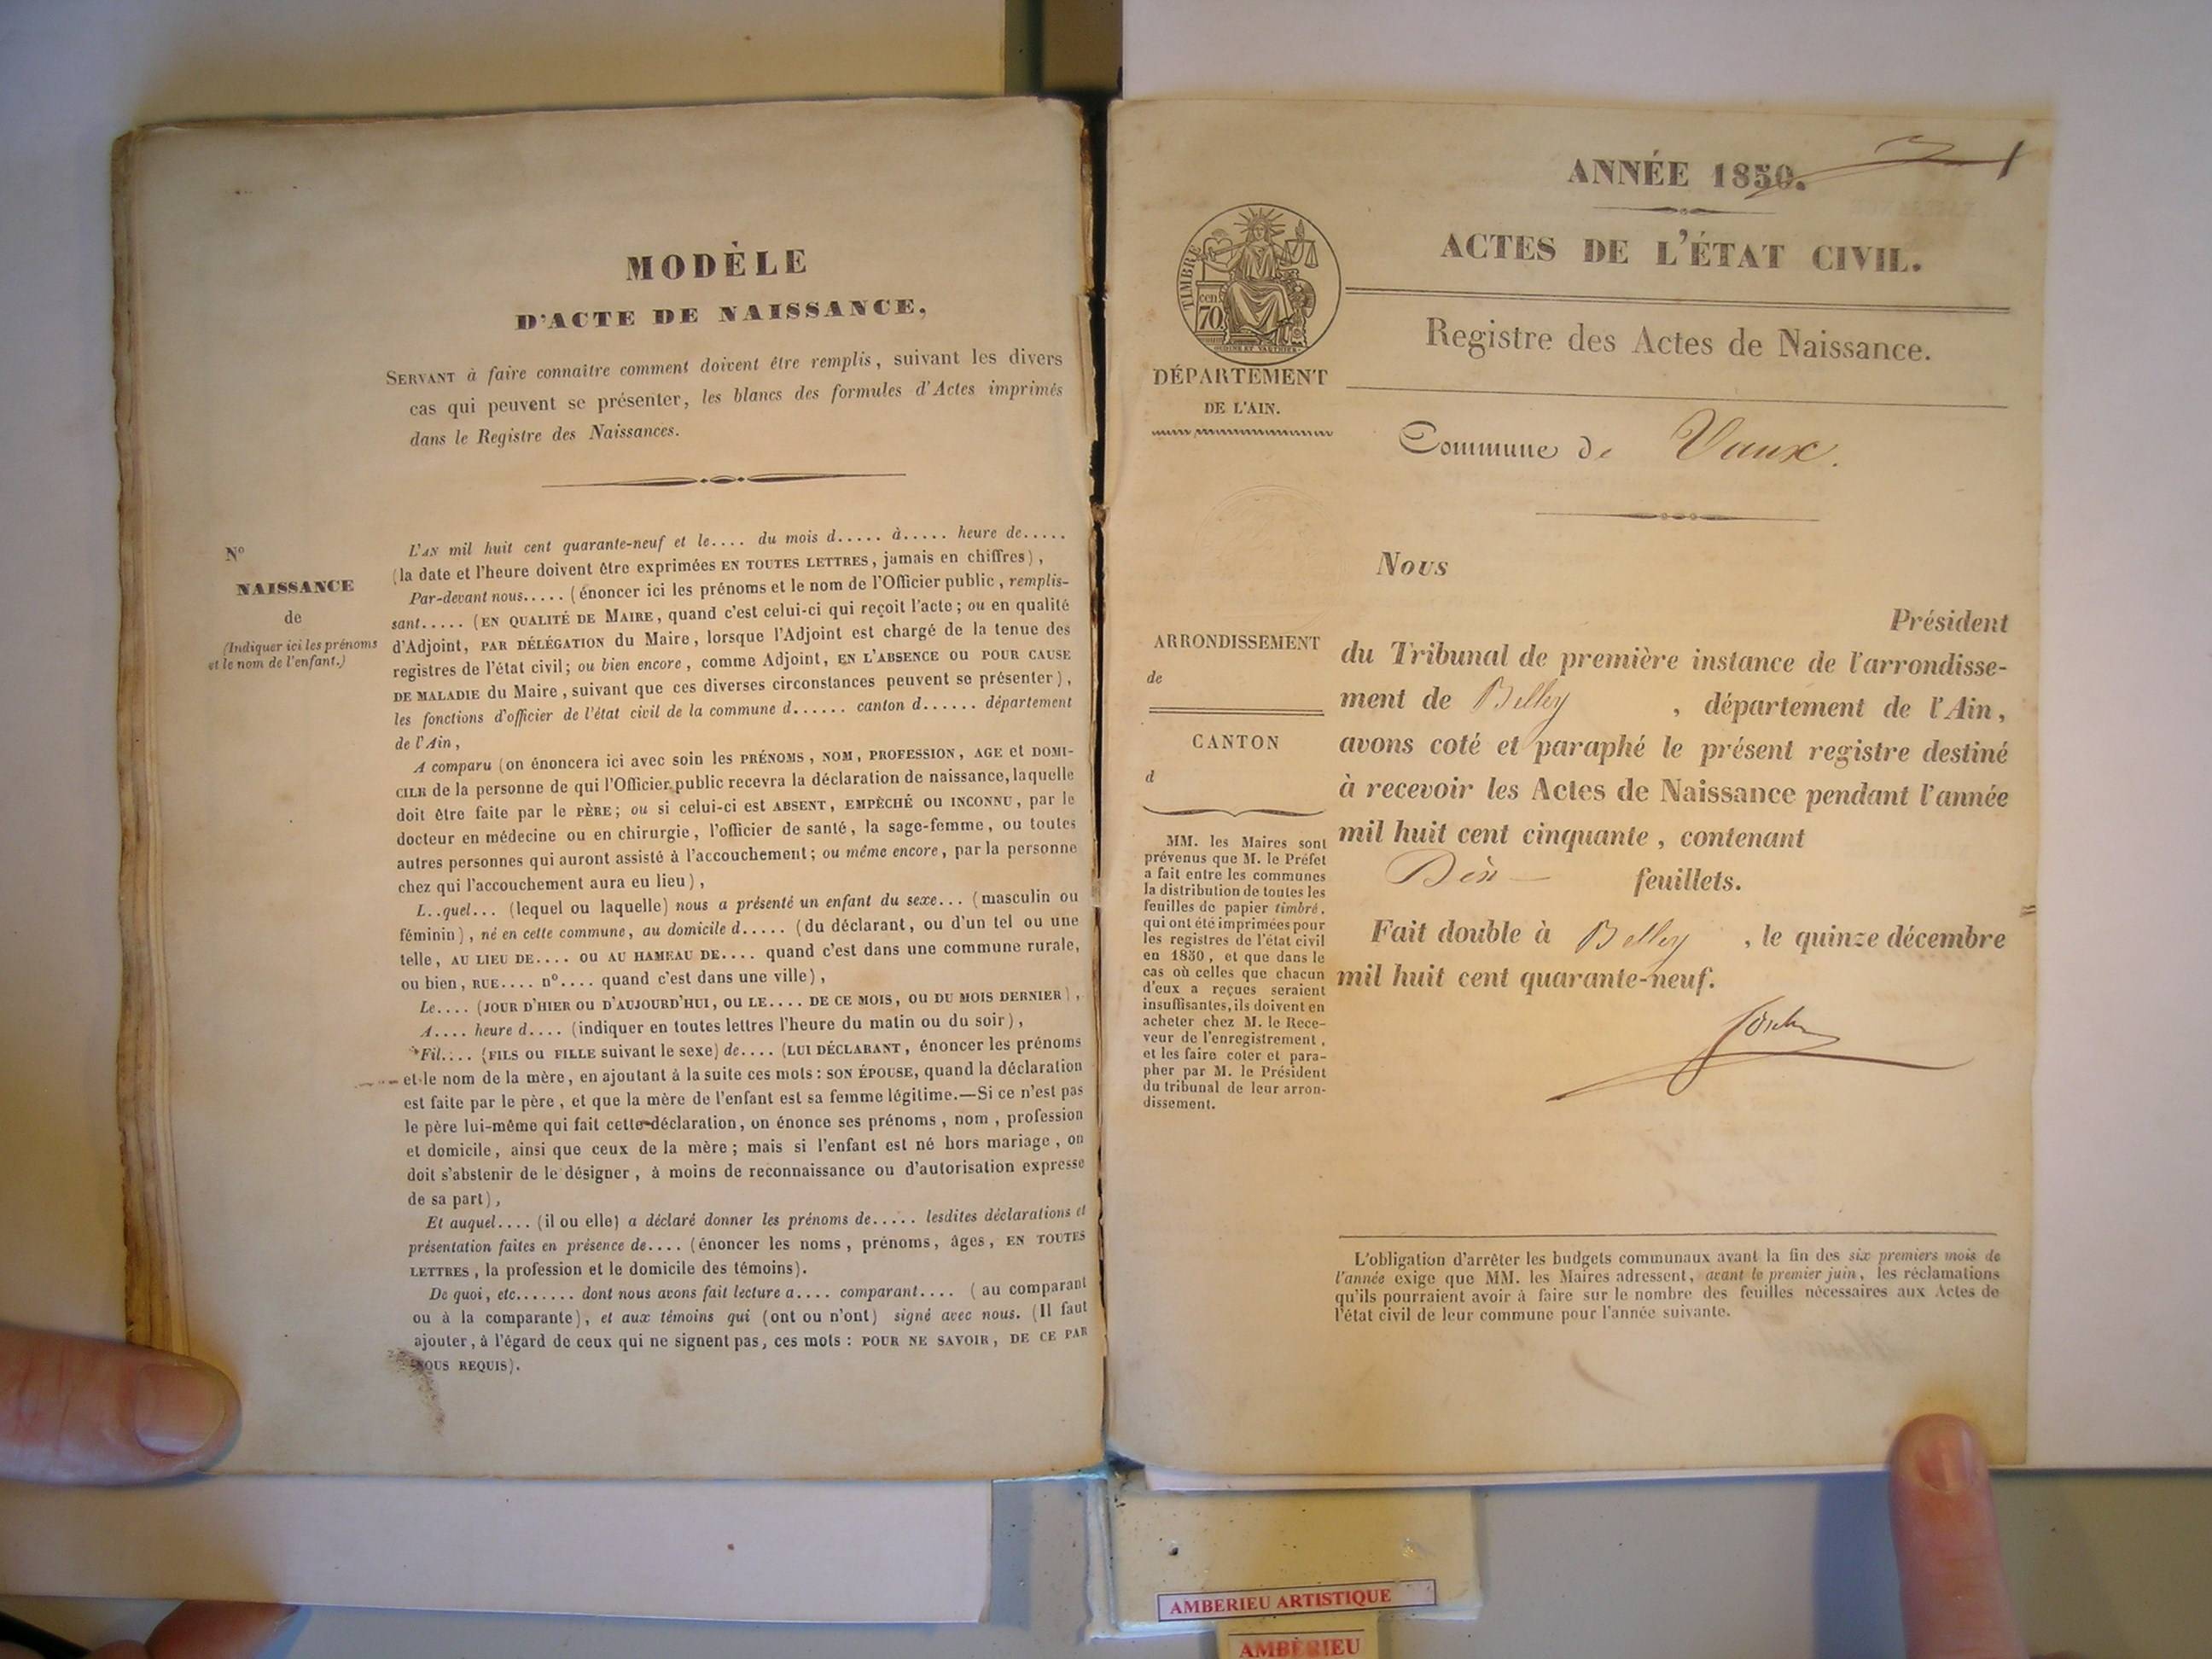 MODÈLE
D'ACTE DE NAISSANCE,
SERVANT à faire connaître comment doivent être remplis, suivant les divers
cas qui peuvent se présenter, les blancs des formules d'Actes imprimés
dans le Registre des Naissances.
N°
NAISSANCE
de
(Indiquer ici les prénoms
et le nom de l'enfant.)
L'AN mil huit cent quarante-neuf et le.... du mois d..... à..... heure de.....
(la date et l'heure doivent être exprimées EN TOUTES LETTRES, jamais en chiffres),
Par-devant nous..... (énoncer ici les prénoms et le nom de l'Officier public, remplis-
sant..... (EN QUALITÉ DE MAIRE, quand c'est celui-ci qui reçoit l'acte; ou en qualité
d'Adjoint, PAR DÉLÉGATION du Maire, lorsque l'Adjoint est chargé de la tenue des
registres de l'état civil; ou bien encore, comme Adjoint, EN L'ABSENCE OU POUR CAUSE
DE MALADIE du Maire, suivant que ces diverses circonstances peuvent se présenter),
les fonctions d'officier de l'état civil de la commune d...... canton d...... département
de l'Ain,
A comparu (on énoncera ici avec soin les PRÉNOMS, NOM, PROFESSION, AGE et DOMI-
CILE de la personne de qui l'Officier public recevra la déclaration de naissance, laquelle
doit être faite par le PÈRE; ou si celui-ci est ABSENT, EMPÊCHÉ OU INCONNU, par le
docteur en médecine ou en chirurgie, l'officier de santé, la sage-femme, ou toutes
autres personnes qui auront assisté à l'accouchement; ou même encore, par la personne
chez qui l'accouchement aura eu lieu),
L..quel... (lequel ou laquelle) nous a présenté un enfant du sexe... (masculin ou
féminin), né en cette commune, au domicile d..... (du déclarant, ou d'un tel ou une
telle, AU LIEU DE.... OU AU HAMEAU DE.... quand c'est dans une commune rurale,
ou bien, RUE.... n°.... quand c'est dans une ville),
Le.... (JOUR D'HIER OU D'AUJOURD'HUI, OU LE.... DE CE MOIS, OU DU MOIS DERNIER),
A.... heure d.... (indiquer en toutes lettres l'heure du matin ou du soir),
Fil.... (FILS OU FILLE suivant le sexe) de.... (LUI DÉCLARANT, énoncer les prénoms
et le nom de la mère, en ajoutant à la suite ces mots: SON ÉPOUSE, quand la déclaration
est faite par le père, et que la mère de l'enfant est sa femme légitime.—Si ce n'est pas
le père lui-même qui fait cette déclaration, on énonce ses prénoms, nom, profession
et domicile, ainsi que ceux de la mère; mais si l'enfant est né hors mariage, on
doit s'abstenir de le désigner, à moins de reconnaissance ou d'autorisation expresse
de sa part),
Et auquel.... (il ou elle) a déclaré donner les prénoms de..... lesdites déclarations et
présentation faites en présence de.... (énoncer les noms, prénoms, âges, EN TOUTES
LETTRES, la profession et le domicile des témoins).
De quoi, etc....... dont nous avons fait lecture a.... comparant.... (au comparant
ou à la comparante), et aux témoins qui (ont ou n'ont) signé avec nous. (Il faut
ajouter, à l'égard de ceux qui ne signent pas, ces mots: POUR NE SAVOIR, DE CE PAR
NOUS REQUIS).
ANNÉE 1850.
ACTES DE L'ÉTAT CIVIL.
TIMBRE
cen.
70
Registre des Actes de Naissance.
DÉPARTEMENT
DE L'AIN.
Commune de Vaux.
Nous
Président
du Tribunal de première instance de l'arrondisse-
ment de Belley, département de l'Ain,
avons coté et paraphé le présent registre destiné
à recevoir les Actes de Naissance pendant l'année
mil huit cent cinquante, contenant
Dix feuillets.
Fait double à Belley, le quinze décembre
mil huit cent quarante-neuf.
ARRONDISSEMENT
de
CANTON
d
MM. les Maires sont
prévenus que M. le Préfet
a fait entre les communes
la distribution de toutes les
feuilles de papier timbré,
qui ont été imprimées pour
les registres de l'état civil
en 1850, et que dans le
cas où celles que chacun
d'eux a reçues seraient
insuffisantes, ils doivent en
acheter chez M. le Rece-
veur de l'enregistrement,
et les faire coter et para-
pher par M. le Président
du tribunal de leur arron-
dissement.
L'obligation d'arrêter les budgets communaux avant la fin des six premiers mois de
l'année exige que MM. les Maires adressent, avant le premier juin, les réclamations
qu'ils pourraient avoir à faire sur le nombre des feuilles nécessaires aux Actes de
l'état civil de leur commune pour l'année suivante.
AMBERIEU ARTISTIQUE
AMBÉRIEU